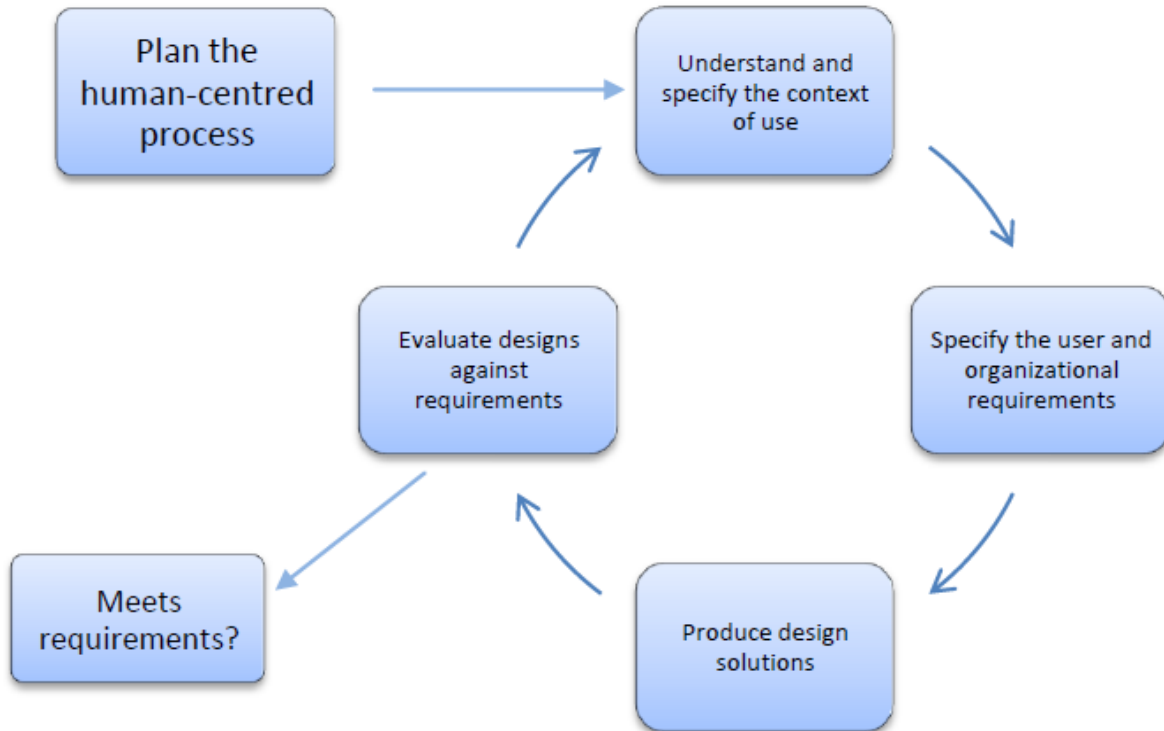 Plan the
human-centred
process
Understand and
specify the context
of use
Evaluate designs
against
requirements
Specify the user and
organizational
requirements
Meets
requirements?
Produce design
solutions